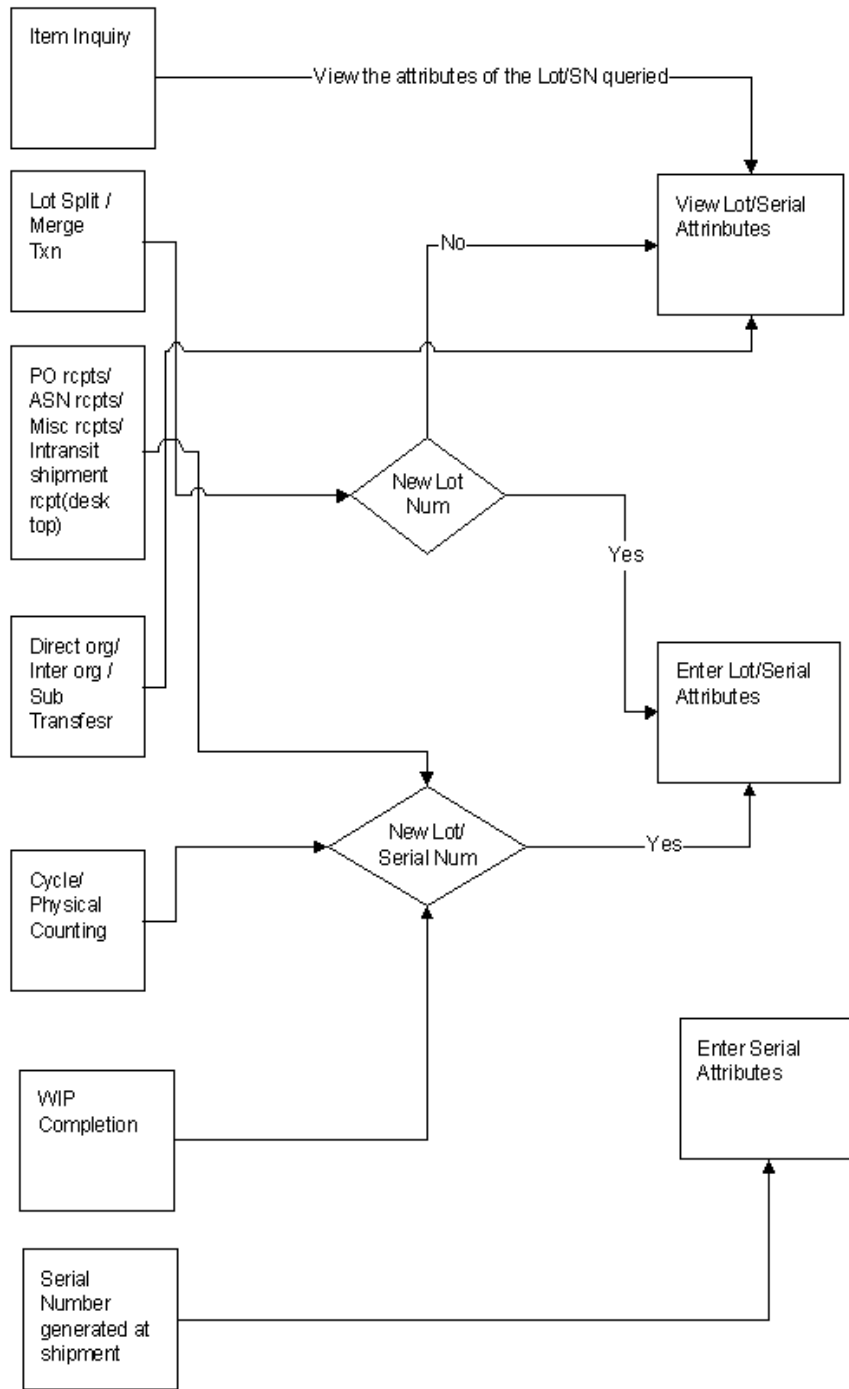 Item Inquiry
View the attributes of the Lot/SN queried
Lot Split /
Merge
Txn
View Lot/Serial
Attrinbutes
No
PO rcpts/
ASN rcpts/
Misc rcpts/
Intransit
shipment
rcpt(desk
top)
New Lot
Num
Yes
Direct org/
Inter org /
Sub
Transfesr
Enter Lot/Serial
Attributes
New Lot/
Serial Num
Yes
Cycle/
Physical
Counting
Enter Serial
Attributes
WIP
Completion
Serial
Number
generated at
shipment